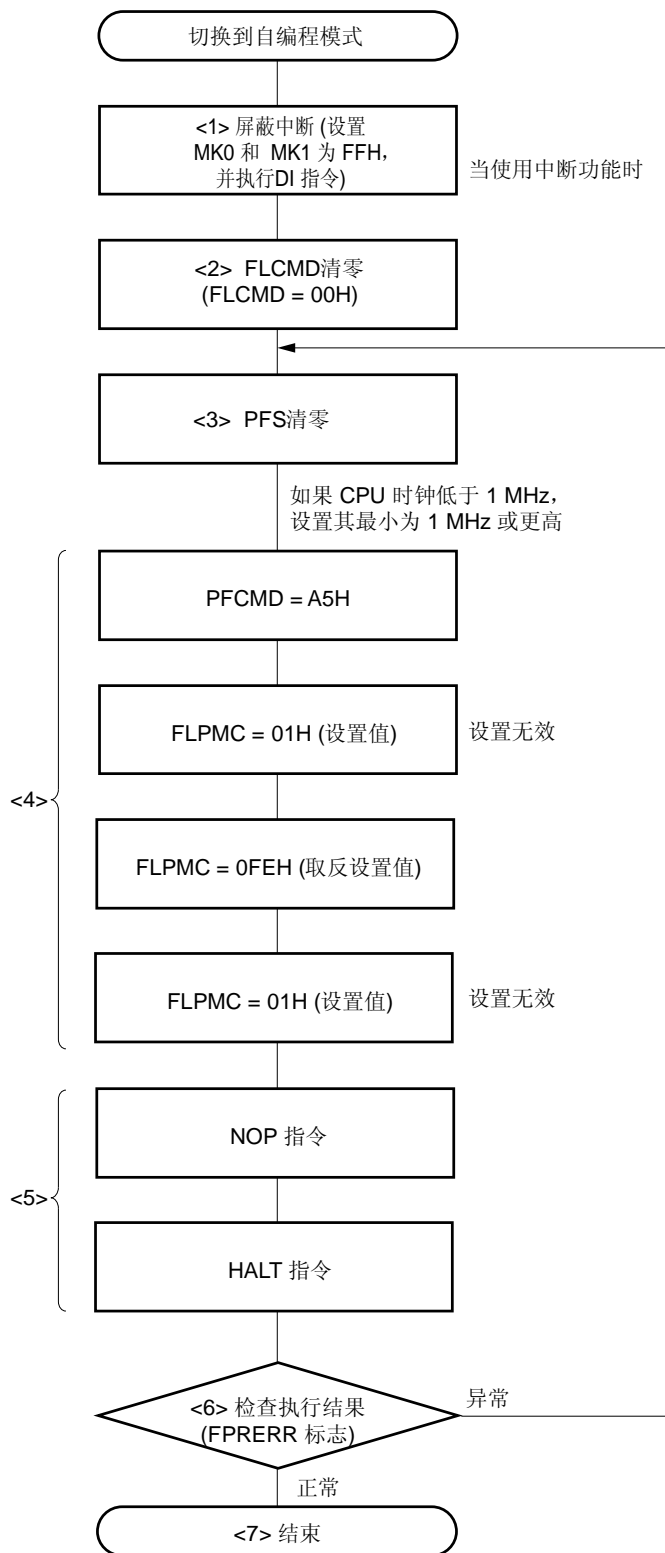 切换到自编程模式
<1> 屏蔽中断 (设置
MK0 和 MK1 为 FFH，
并执行DI 指令)
当使用中断功能时
<2> FLCMD清零
(FLCMD = 00H)
<3> PFS清零
如果 CPU 时钟低于 1 MHz，
设置其最小为 1 MHz 或更高
PFCMD = A5H
FLPMC = 01H (设置值)
设置无效
<4>
FLPMC = 0FEH (取反设置值)
FLPMC = 01H (设置值)
设置无效
NOP 指令
<5>
HALT 指令
<6> 检查执行结果
(FPRERR 标志)
异常
正常
<7> 结束